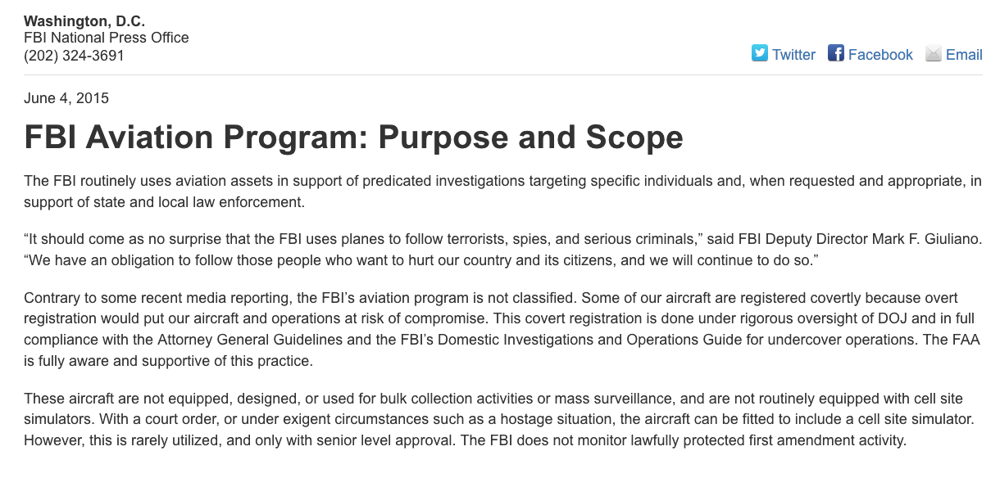 Washington, D.C.
FBI National Press Office
(202) 324-3691
Twitter Facebook Email
June 4, 2015
FBI Aviation Program: Purpose and Scope
The FBI routinely uses aviation assets in support of predicated investigations targeting specific individuals and, when requested and appropriate, in
support of state and local law enforcement.
“It should come as no surprise that the FBI uses planes to follow terrorists, spies, and serious criminals,” said FBI Deputy Director Mark F. Giuliano.
“We have an obligation to follow those people who want to hurt our country and its citizens, and we will continue to do so.”
Contrary to some recent media reporting, the FBI’s aviation program is not classified. Some of our aircraft are registered covertly because overt
registration would put our aircraft and operations at risk of compromise. This covert registration is done under rigorous oversight of DOJ and in full
compliance with the Attorney General Guidelines and the FBI’s Domestic Investigations and Operations Guide for undercover operations. The FAA
is fully aware and supportive of this practice.
These aircraft are not equipped, designed, or used for bulk collection activities or mass surveillance, and are not routinely equipped with cell site
simulators. With a court order, or under exigent circumstances such as a hostage situation, the aircraft can be fitted to include a cell site simulator.
However, this is rarely utilized, and only with senior level approval. The FBI does not monitor lawfully protected first amendment activity.